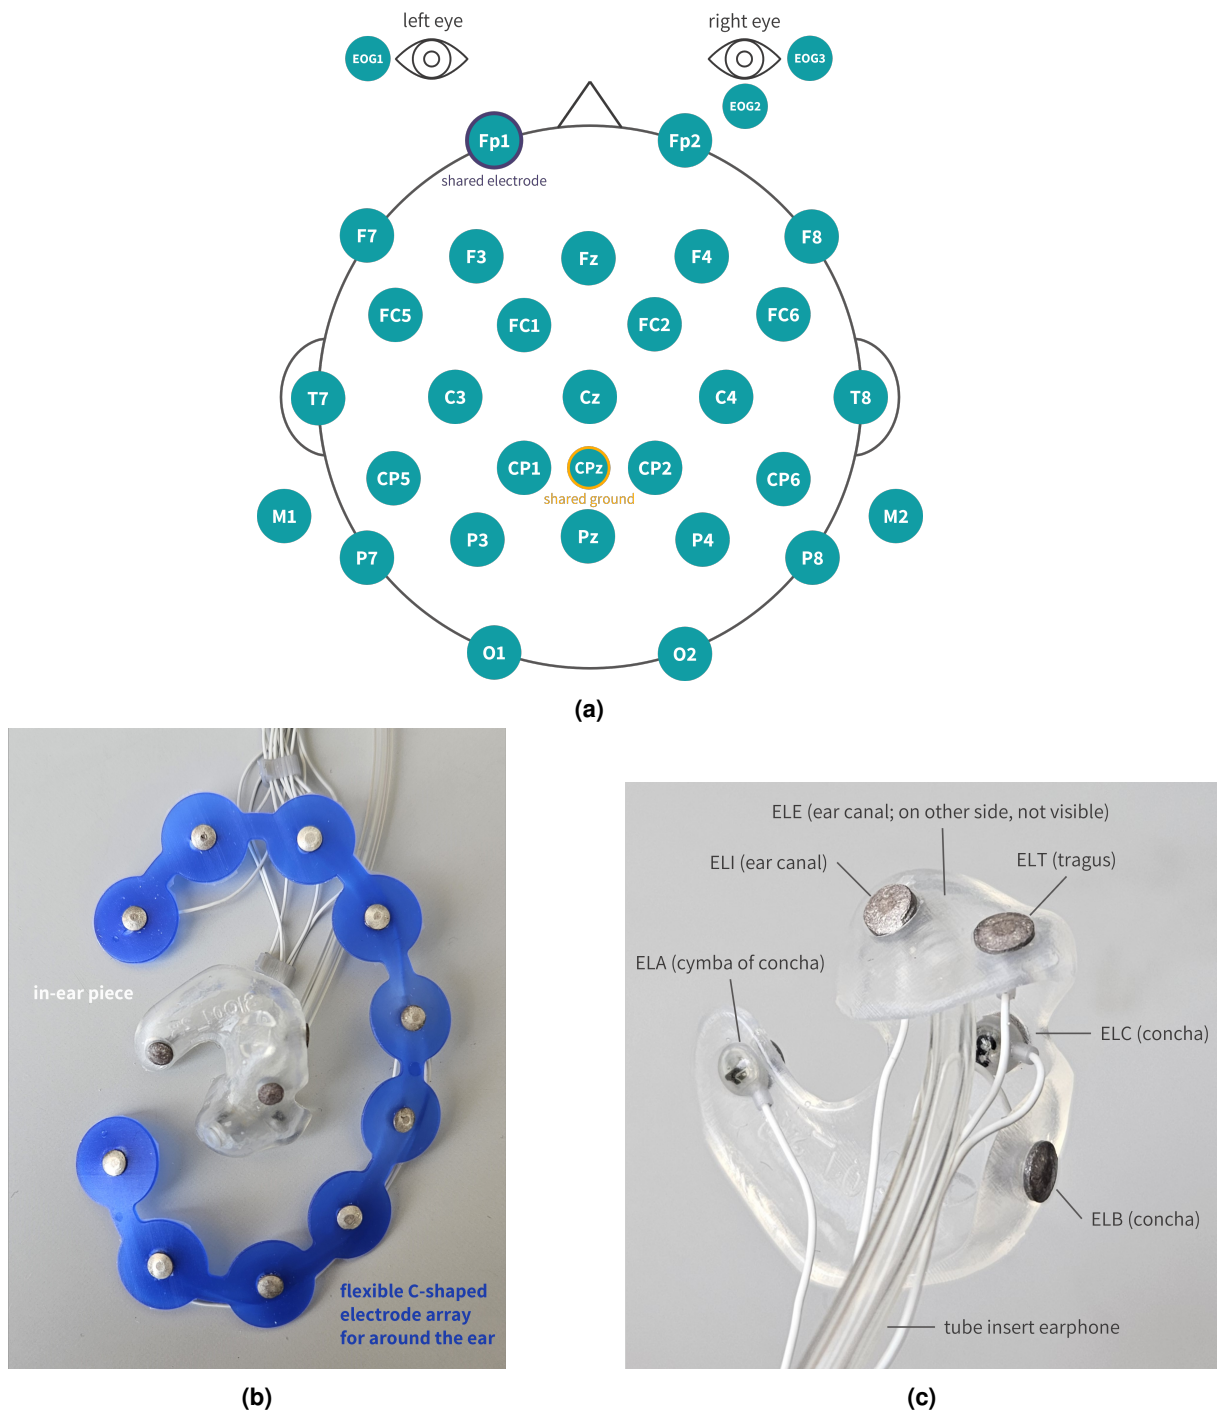 left eye
right eye
EOG1
EOG3
EOG2
Fp1
Fp2
shared electrode
F7
F8
F3
Fz
F4
FC5
FC1
FC2
FC6
T7
C3
Cz
C4
T8
CP5
CP1
CPz
CP2
CP6
shared ground
M1
M2
P7
P3
Pz
P4
P8
O1
O2
(a)
in-ear piece
flexible C-shaped
electrode array
for around the ear
(b)
ELE (ear canal; on other side, not visible)
ELI (ear canal)
ELT (tragus)
ELA (cymba of concha)
ELC (concha)
ELB (concha)
tube insert earphone
(c)